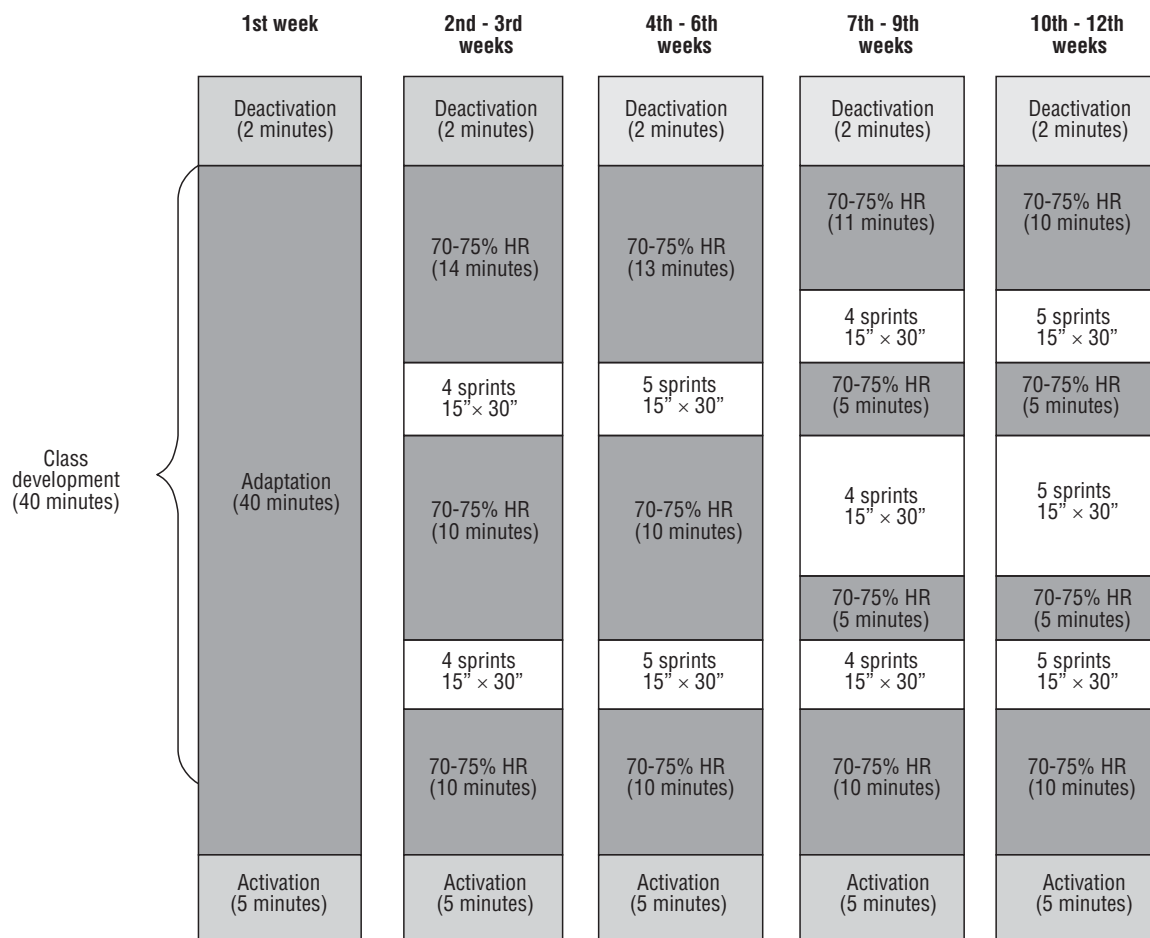 1st week
2nd - 3rd
weeks
4th - 6th
weeks
7th - 9th
weeks
10th - 12th
weeks
Class
development
(40 minutes)
Deactivation
(2 minutes)
Adaptation
(40 minutes)
Activation
(5 minutes)
Deactivation
(2 minutes)
70-75% HR
(14 minutes)
4 sprints
15” × 30”
70-75% HR
(10 minutes)
4 sprints
15” × 30”
70-75% HR
(10 minutes)
Activation
(5 minutes)
Deactivation
(2 minutes)
70-75% HR
(13 minutes)
5 sprints
15” × 30”
70-75% HR
(10 minutes)
5 sprints
15” × 30”
70-75% HR
(10 minutes)
Activation
(5 minutes)
Deactivation
(2 minutes)
70-75% HR
(11 minutes)
4 sprints
15” × 30”
70-75% HR
(5 minutes)
4 sprints
15” × 30”
70-75% HR
(5 minutes)
4 sprints
15” × 30”
70-75% HR
(10 minutes)
Activation
(5 minutes)
Deactivation
(2 minutes)
70-75% HR
(10 minutes)
5 sprints
15” × 30”
70-75% HR
(5 minutes)
5 sprints
15” × 30”
70-75% HR
(5 minutes)
5 sprints
15” × 30”
70-75% HR
(10 minutes)
Activation
(5 minutes)